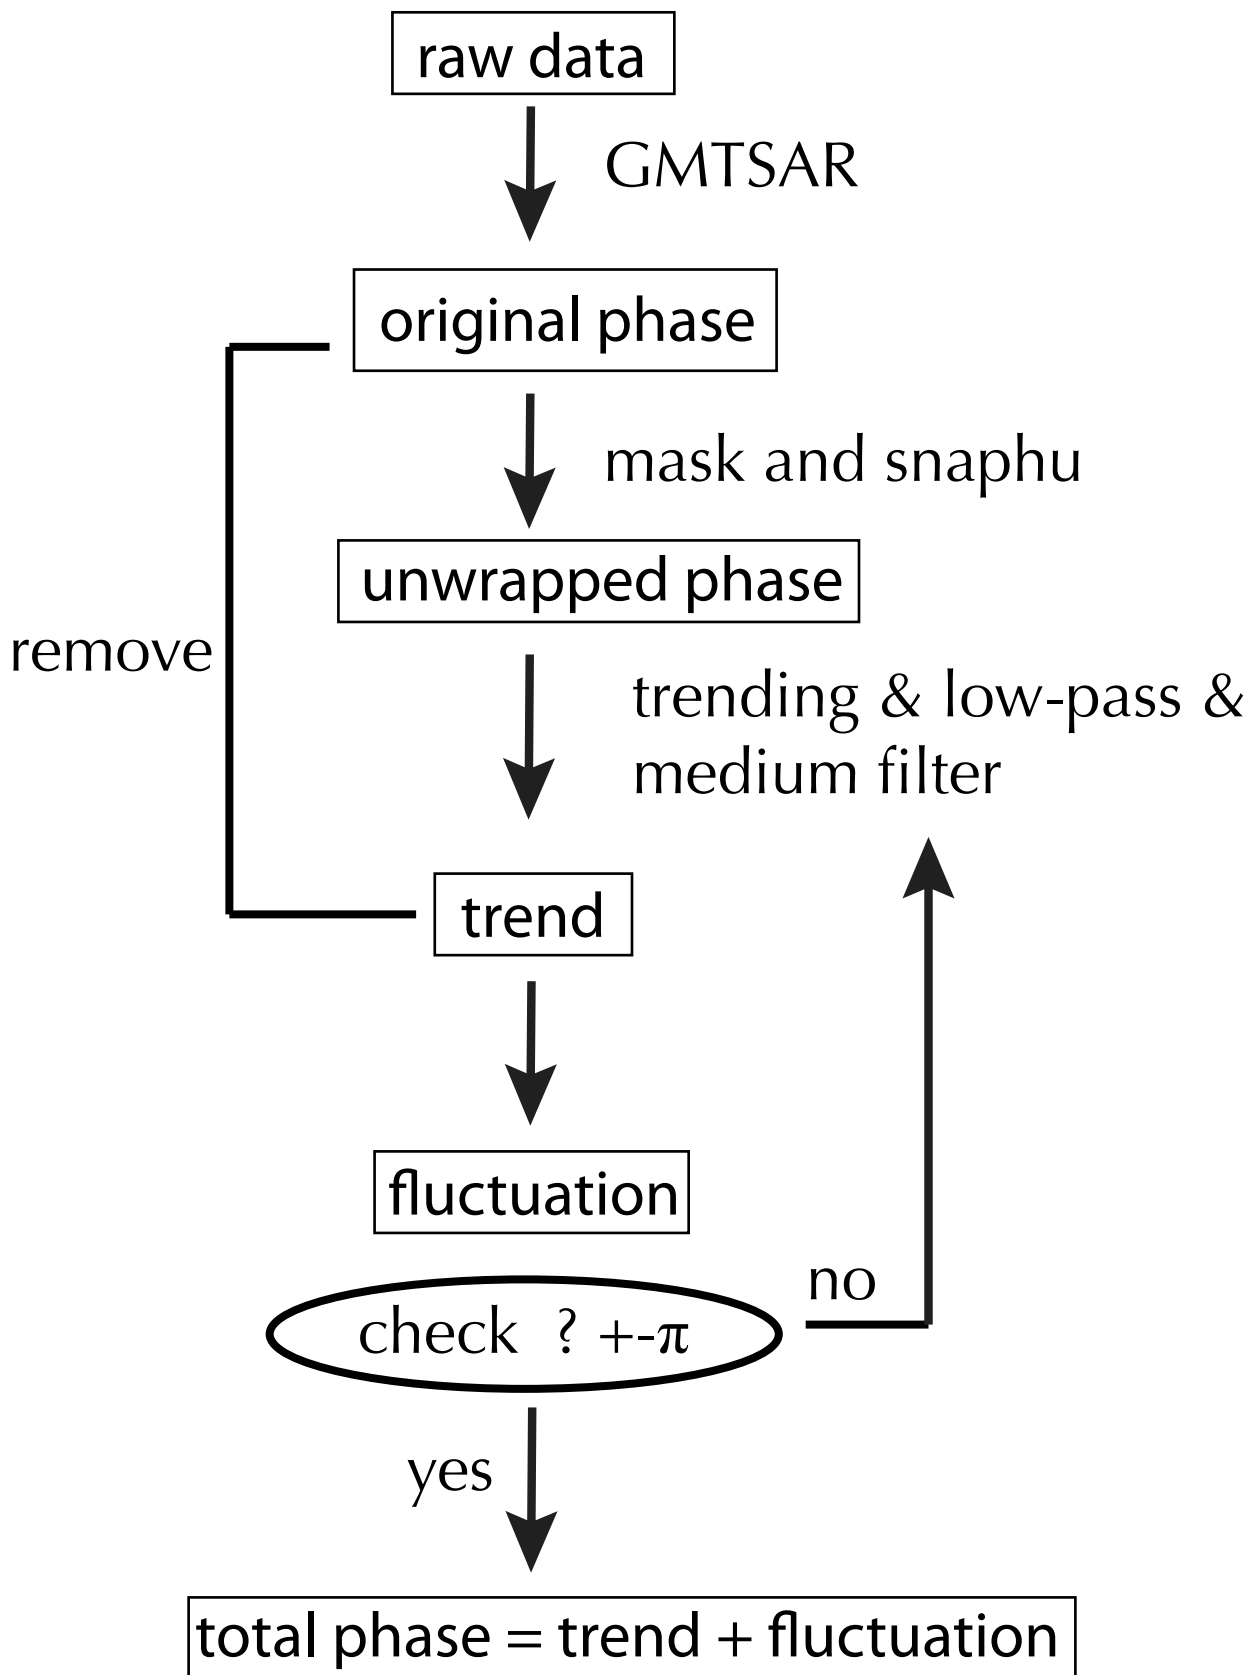 raw data
GMTSAR
original phase
mask and snaphu
unwrapped phase
remove
trending & low-pass &
medium filter
trend
fluctuation
no
check ? +-π
yes
total phase = trend + fluctuation